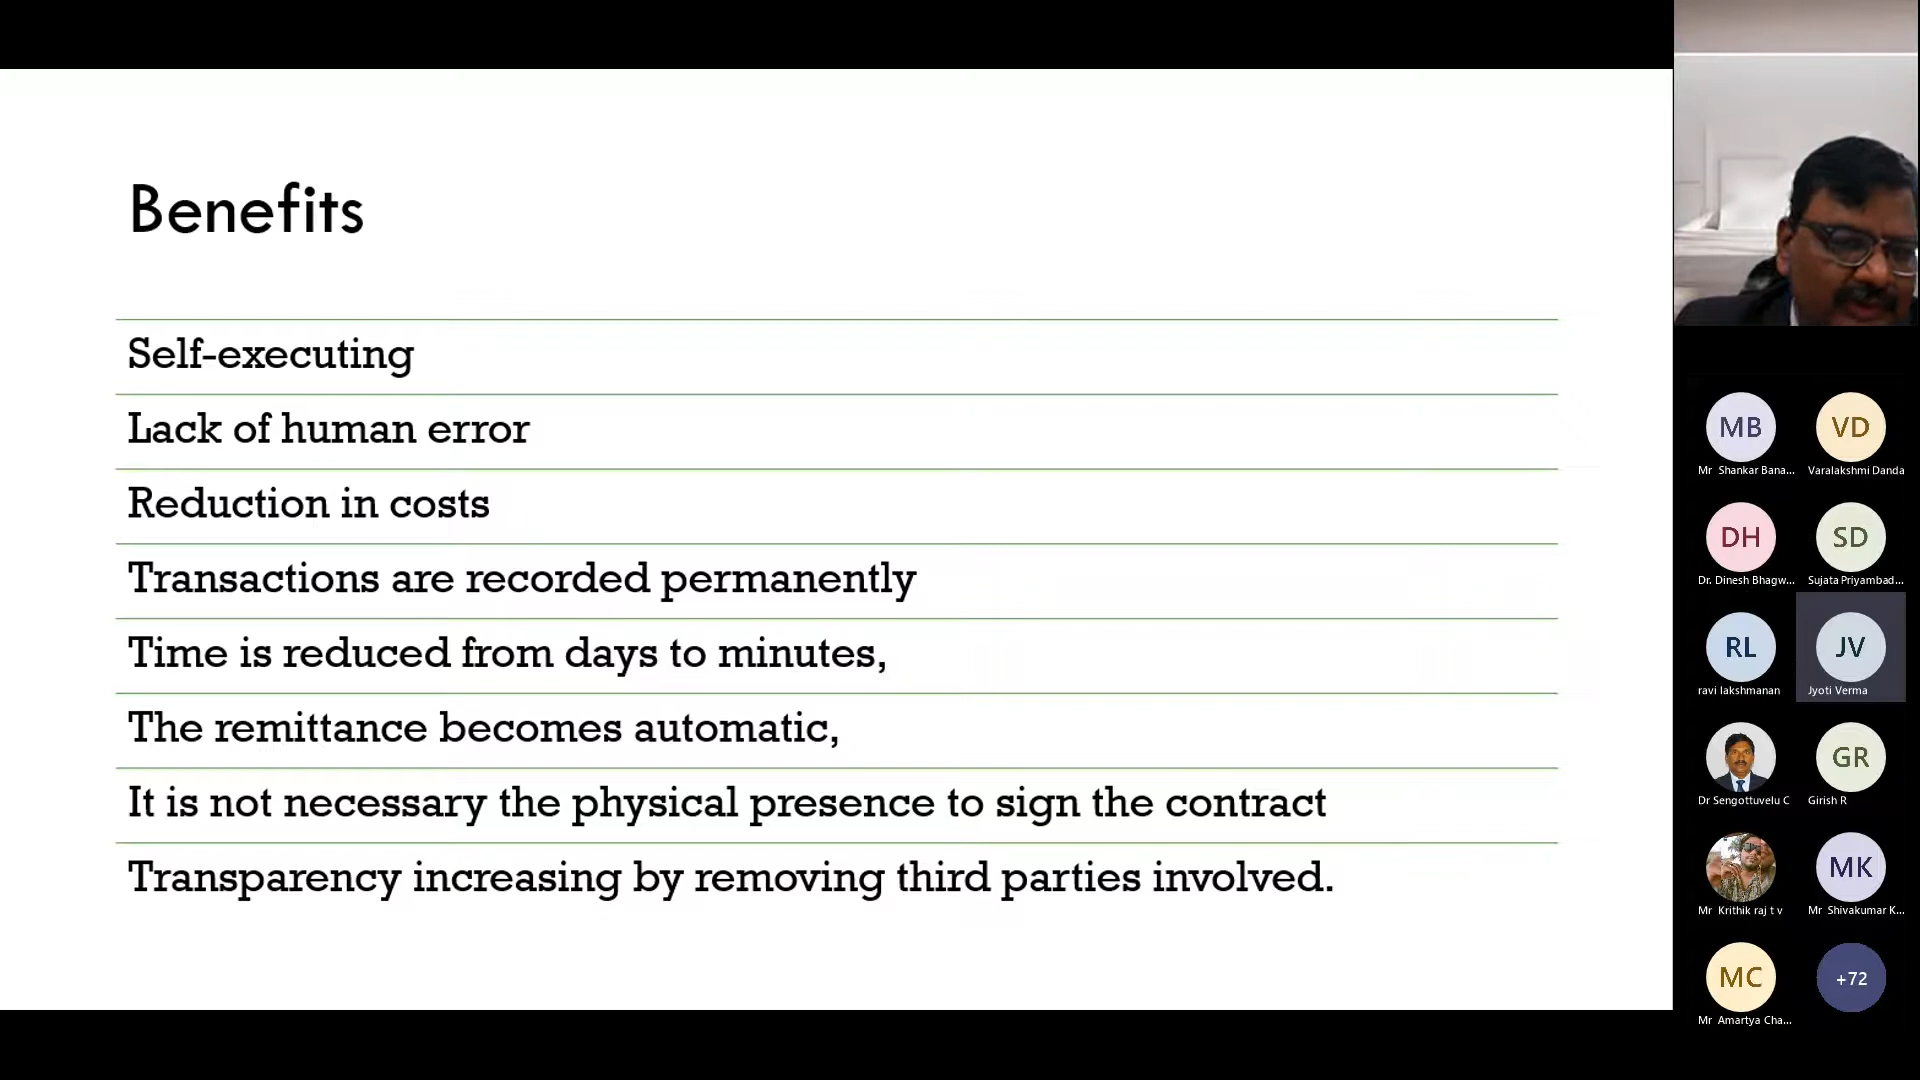 Benefits
Self-executing
Lack of human error
Reduction in costs
Transactions are recorded permanently
Time is reduced from days to minutes,
The remittance becomes automatic,
It is not necessary the physical presence to sign the contract
Transparency increasing by removing third parties involved.
MB
VD
Mr Shankar Bana...
Varalakshmi Danda
DH
SD
Dr. Dinesh Bhagw...
Sujata Priyambad...
RL
JV
ravi lakshmanan
Jyoti Verma
GR
Dr Sengottuvelu C
Girish R
MK
Mr Krithik raj t v
Mr Shivakumar K...
MC
+72
Mr Amartya Cha...